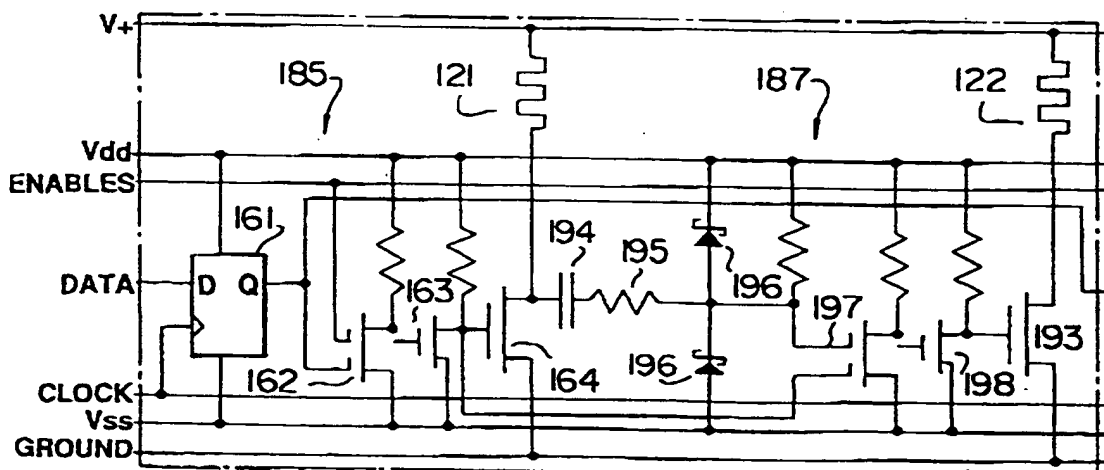 V+
185
121
187
122
Vdd
ENABLES
161
194
195
196
DATA
D Q
163
197
193
162
164
196
198
CLOCK
Vss
GROUND